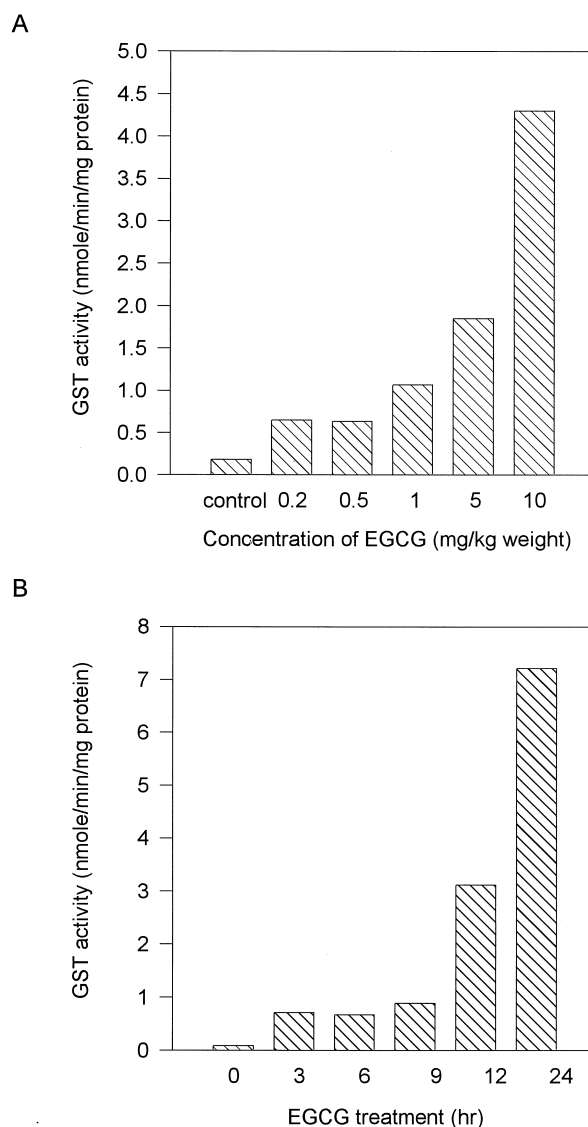 A
GST activity (nmole/min/mg protein)
5.0
4.5
4.0
3.5
3.0
2.5
2.0
1.5
1.0
0.5
0.0
control 0.2 0.5 1 5 10
Concentration of EGCG (mg/kg weight)
B
GST activity (nmole/min/mg protein)
8
7
6
5
4
3
2
1
0
0 3 6 9 12 24
EGCG treatment (hr)